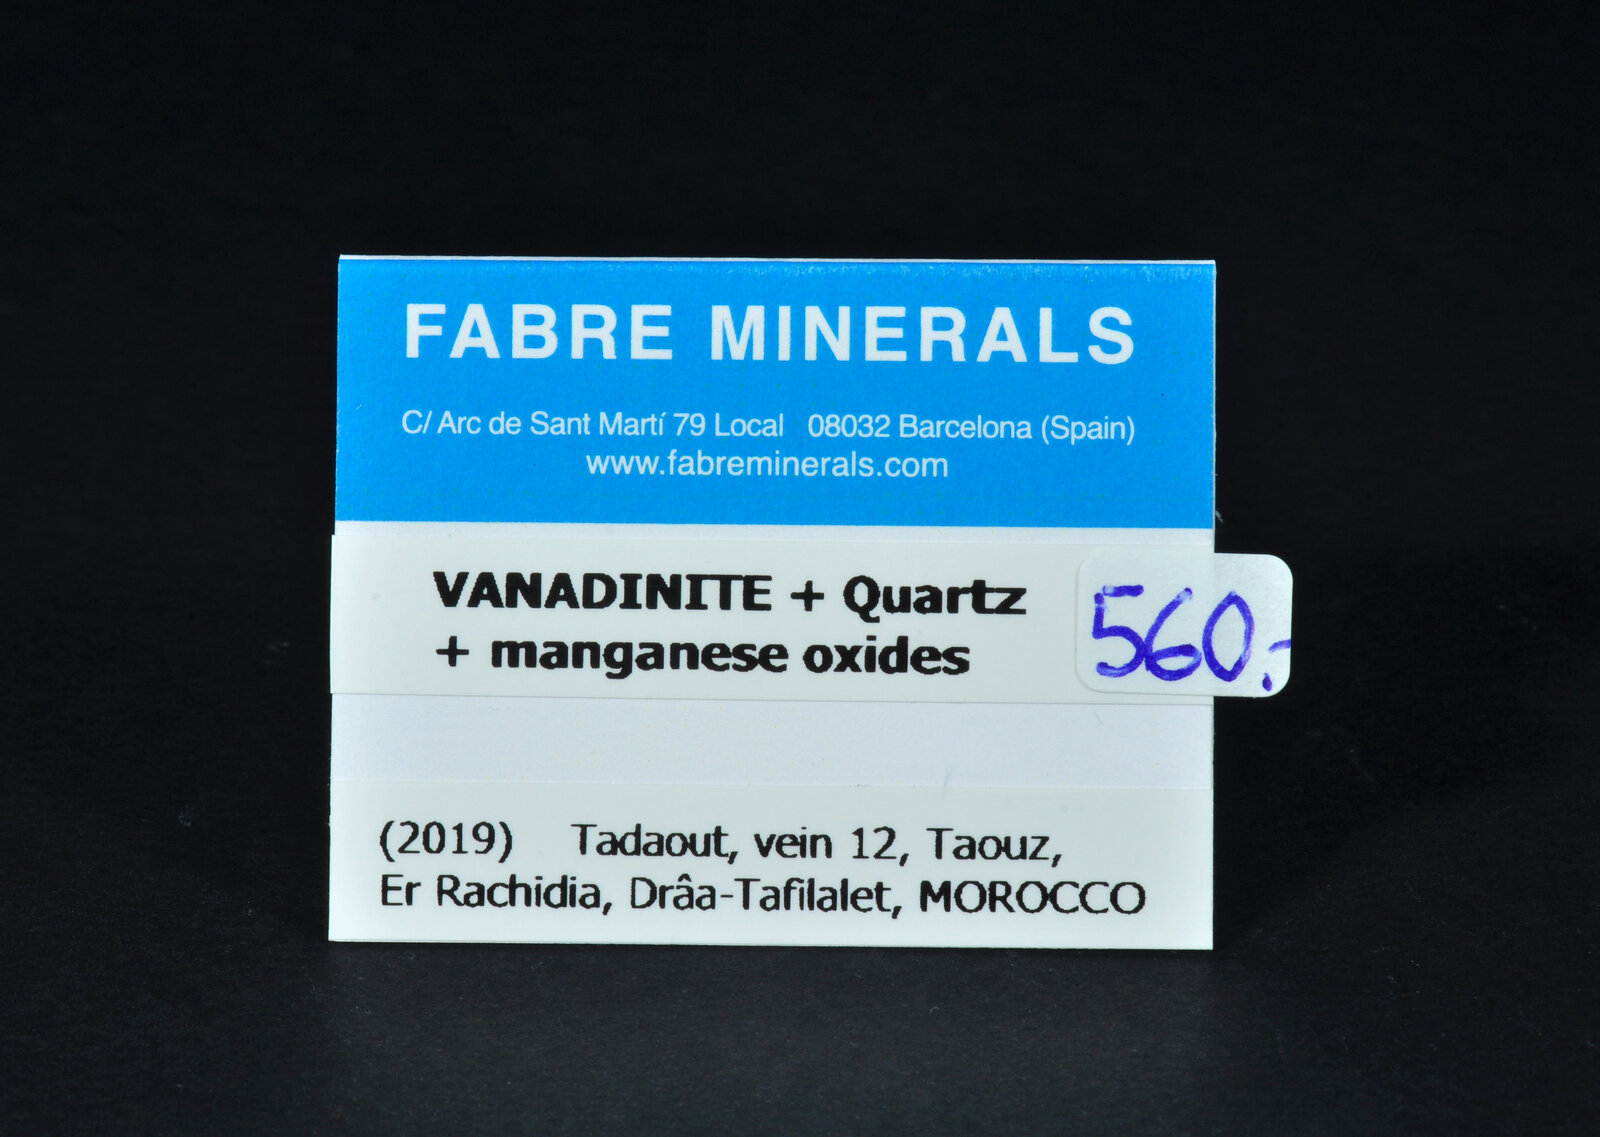 FABRE MINERALS
C/ Arc de Sant Martí 79 Local 08032 Barcelona (Spain)
www.fabreminerals.com
VANADINITE + Quartz
+ manganese oxides
560.-
(2019) Tadaout, vein 12, Taouz,
Er Rachidia, Drâa-Tafilalet, MOROCCO